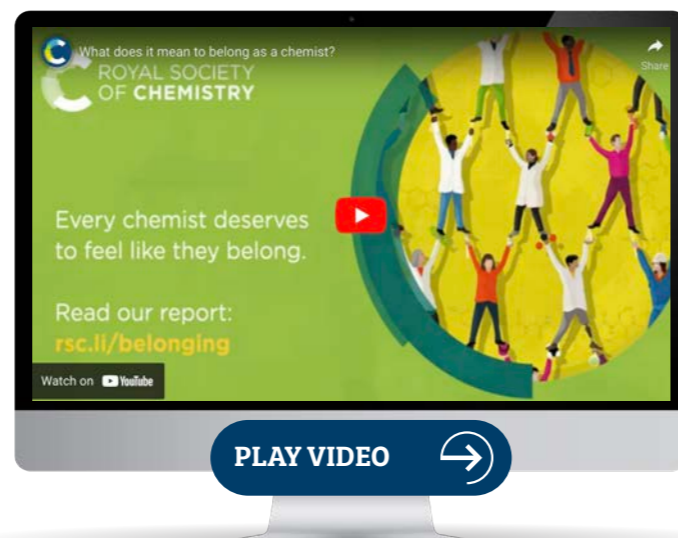 What does it mean to belong as a chemist?
Share
ROYAL SOCIETY
OF CHEMISTRY
Every chemist deserves
to feel like they belong.
Read our report:
rsc.li/belonging
Watch on YouTube
PLAY VIDEO